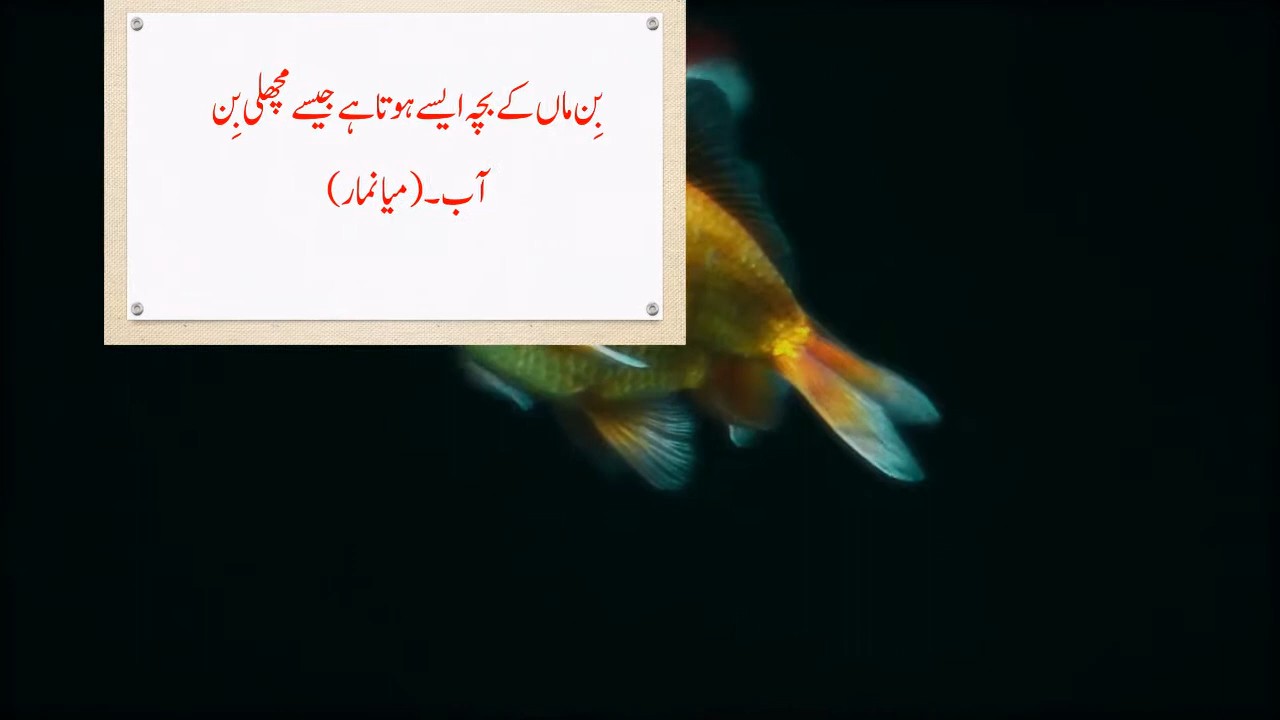 بِن ماں کے بچہ ایسے ہوتا ہے جیسے مچھلی بِن
آب۔(میانمار)